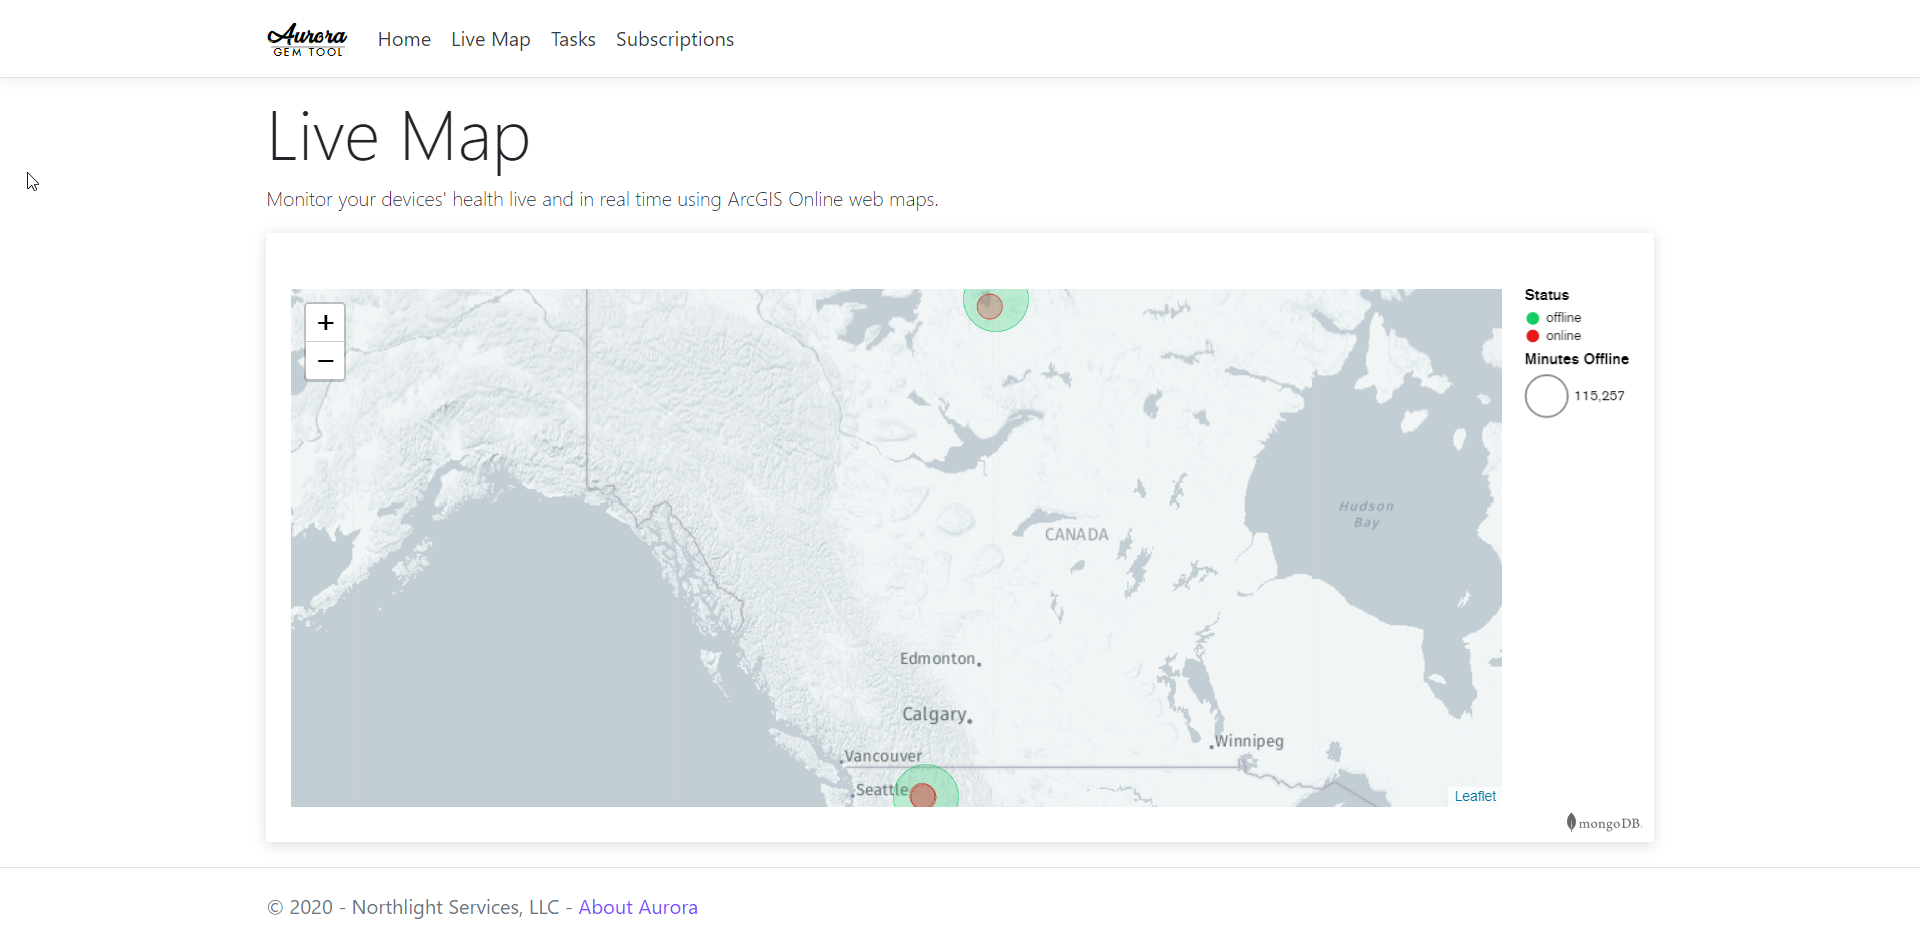 Aurora
GEM TOOL
Home
Live Map
Tasks
Subscriptions
Live Map
Monitor your devices' health live and in real time using ArcGIS Online web maps.
+
−
Status
offline
online
Minutes Offline
115,257
Hudson
Bay
CANADA
Edmonton
Calgary
Vancouver
Winnipeg
Seattle
Leaflet
mongoDB.
© 2020 - Northlight Services, LLC - About Aurora